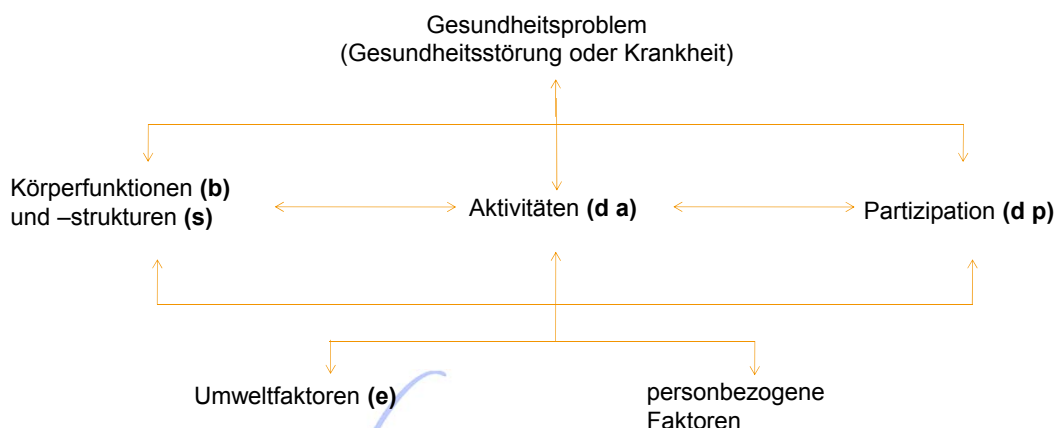 Gesundheitsproblem
(Gesundheitsstörung oder Krankheit)
Körperfunktionen (b)
und –strukturen (s)
Aktivitäten (d a)
Partizipation (d p)
Umweltfaktoren (e)
personbezogene
Faktoren